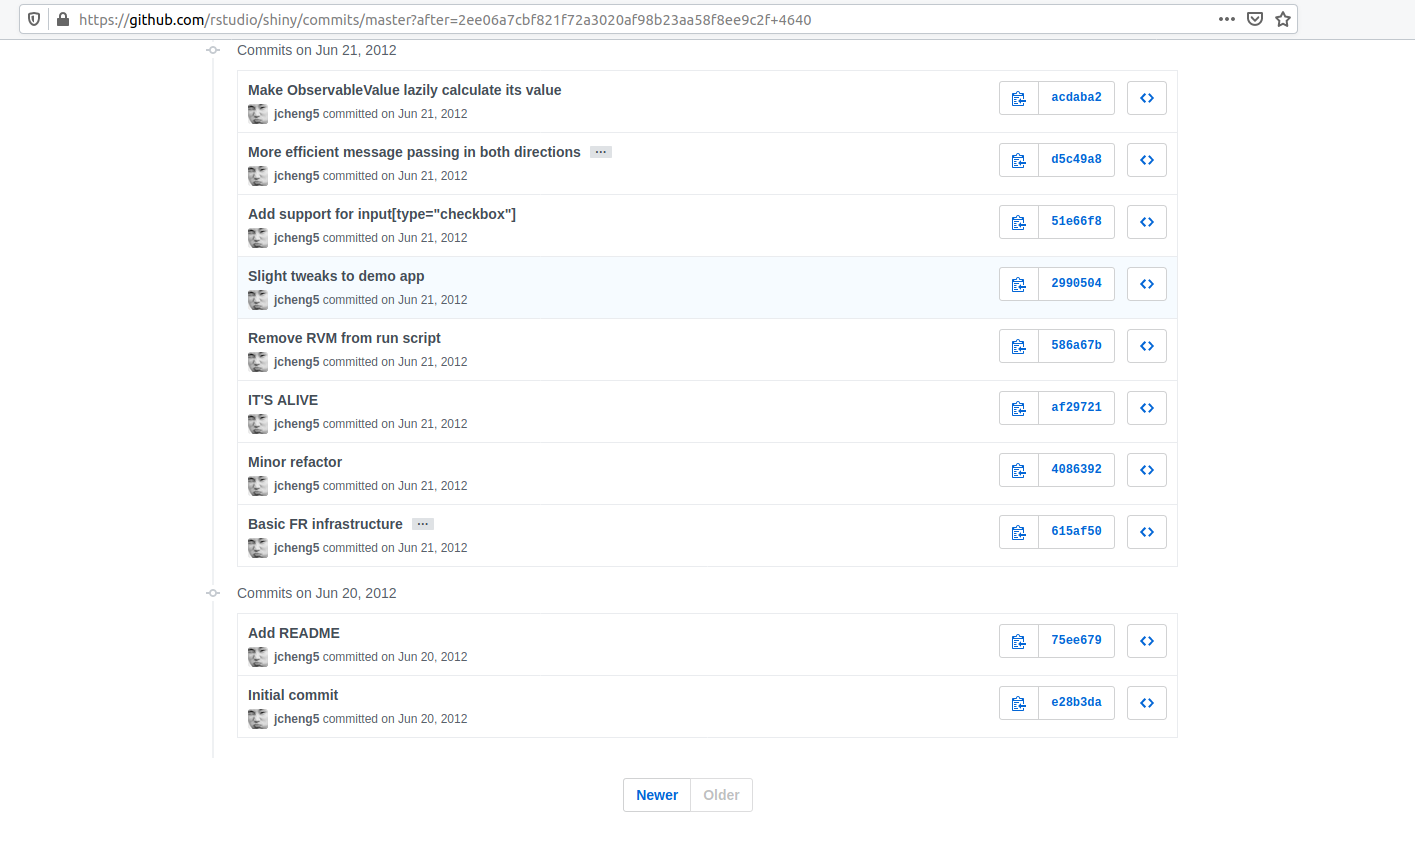 https://github.com/rstudio/shiny/commits/master?after=2ee06a7cbf821f72a3020af98b23aa58f8ee9c2f+4640
Commits on Jun 21, 2012
Make ObservableValue lazily calculate its value
acdaba2
jcheng5 committed on Jun 21, 2012
More efficient message passing in both directions
d5c49a8
jcheng5 committed on Jun 21, 2012
Add support for input[type="checkbox"]
51e66f8
jcheng5 committed on Jun 21, 2012
Slight tweaks to demo app
2990504
jcheng5 committed on Jun 21, 2012
Remove RVM from run script
586a67b
jcheng5 committed on Jun 21, 2012
IT'S ALIVE
af29721
jcheng5 committed on Jun 21, 2012
Minor refactor
4086392
jcheng5 committed on Jun 21, 2012
Basic FR infrastructure
615af50
jcheng5 committed on Jun 21, 2012
Commits on Jun 20, 2012
Add README
75ee679
jcheng5 committed on Jun 20, 2012
Initial commit
e28b3da
jcheng5 committed on Jun 20, 2012
Newer Older